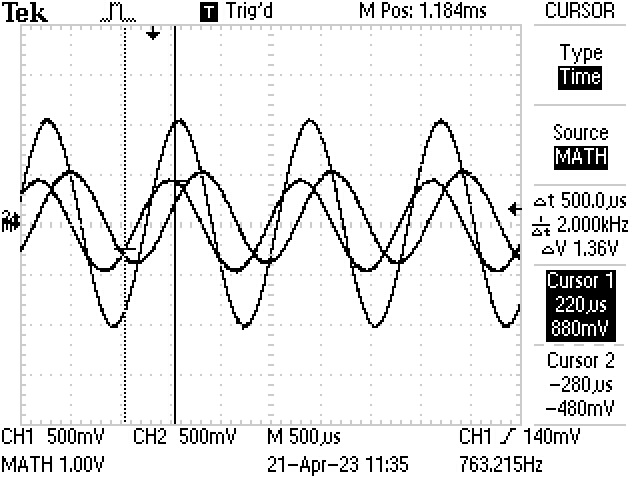 Tek T Trig'd M Pos: 1.184ms CURSOR
Type
Time
Source
MATH
Δt 500.0µs
1/Δt 2.000kHz
ΔV 1.36V
Cursor 1
220µs
880mV
Cursor 2
-280µs
-480mV
CH1 500mV CH2 500mV M 500µs CH1 / 140mV
MATH 1.00V 21-Apr-23 11:35 763.215Hz